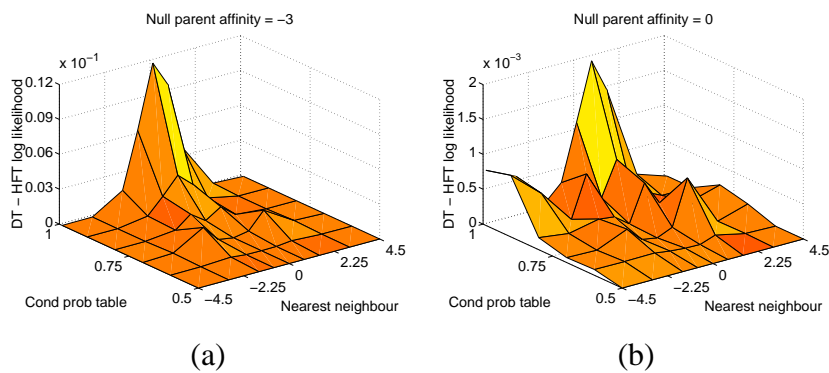 Null parent affinity = −3
x 10−1
0.12
0.09
0.06
0.03
0
DT − HFT log likelihood
1
0.75
0.5
Cond prob table
−4.5
−2.25
0
2.25
4.5
Nearest neighbour
(a)
Null parent affinity = 0
x 10−3
2
1.5
1
0.5
0
DT − HFT log likelihood
1
0.75
0.5
Cond prob table
−4.5
−2.25
0
2.25
4.5
Nearest neighbour
(b)